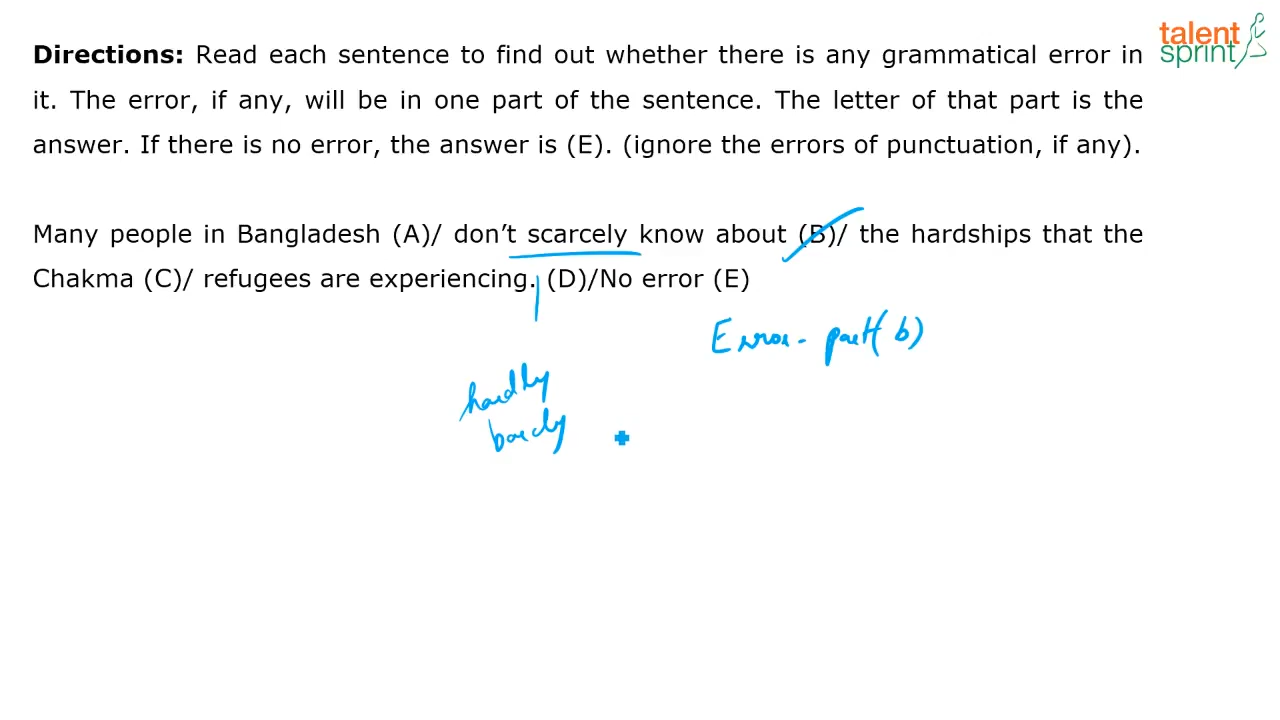 talent
sprint
Directions: Read each sentence to find out whether there is any grammatical error in
it. The error, if any, will be in one part of the sentence. The letter of that part is the
answer. If there is no error, the answer is (E). (ignore the errors of punctuation, if any).
Many people in Bangladesh (A)/ don't scarcely know about (B)/ the hardships that the
Chakma (C)/ refugees are experiencing. (D)/No error (E)
Error - part (b)
hardly
barely